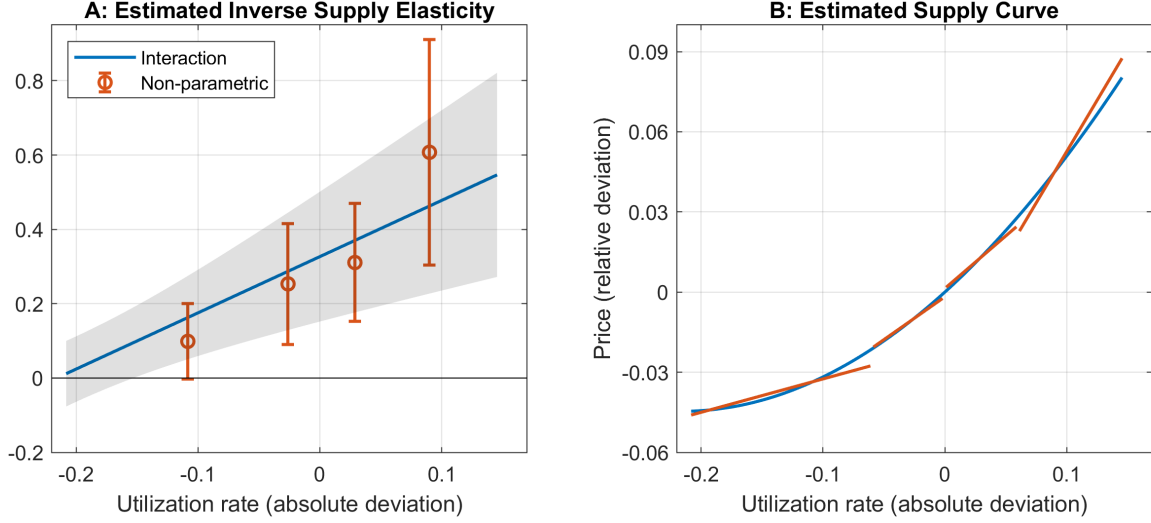 A: Estimated Inverse Supply Elasticity
Interaction
Non-parametric
0.8
0.6
0.4
0.2
0
-0.2
-0.2 -0.1 0 0.1
Utilization rate (absolute deviation)
B: Estimated Supply Curve
Price (relative deviation)
0.09
0.06
0.03
0
-0.03
-0.06
-0.2 -0.1 0 0.1
Utilization rate (absolute deviation)